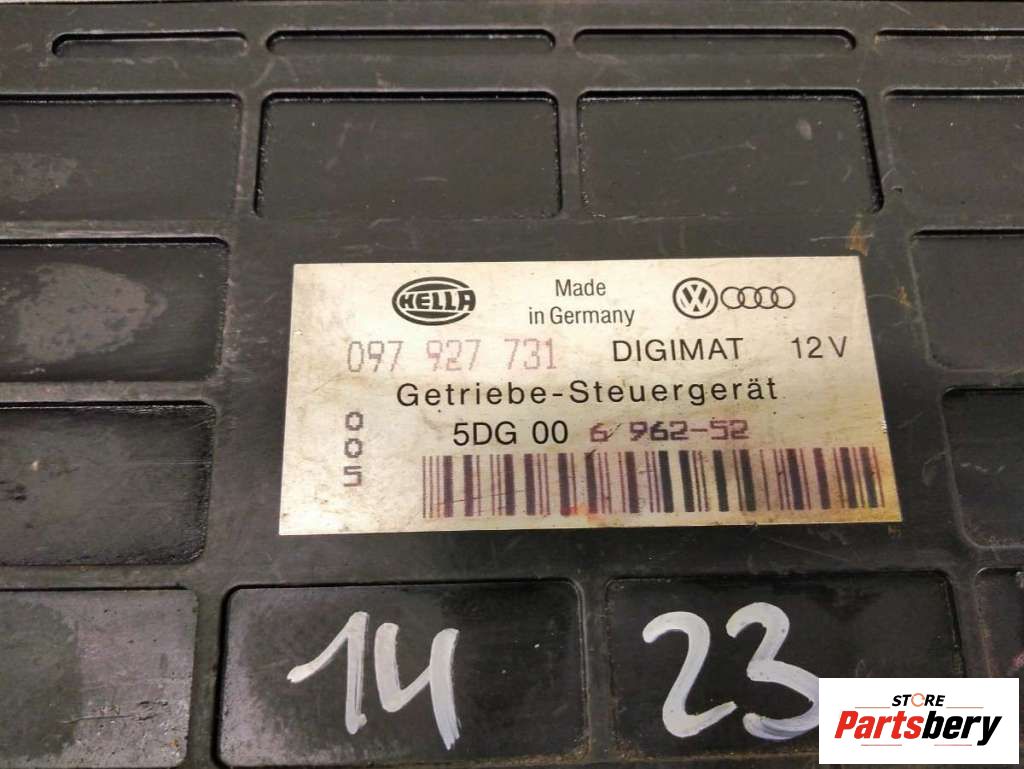 HELLA Made in Germany VW
097 927 731 DIGIMAT 12V
Getriebe-Steuergerät
005
5DG 00 6 962-52
14 23
STORE
Partsbery